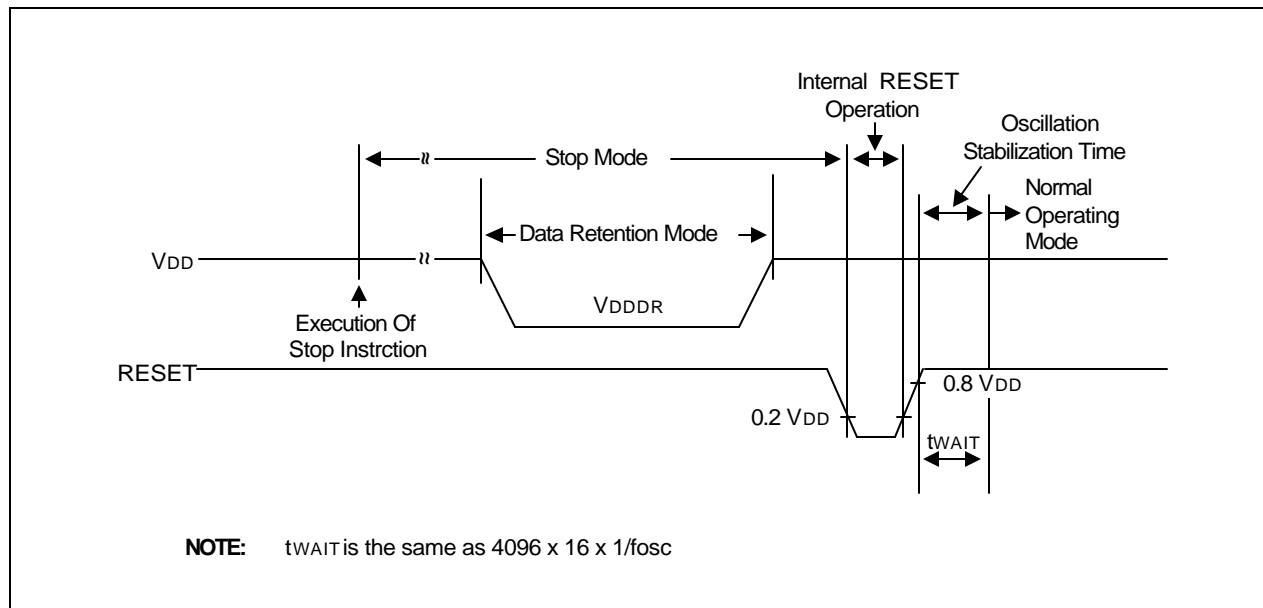 Internal RESET
Operation
Oscillation
Stabilization Time
Stop Mode
Normal
Operating
Mode
Data Retention Mode
VDD
VDDDR
Execution Of
Stop Instrction
RESET
0.8 VDD
0.2 VDD
tWAIT
NOTE: tWAIT is the same as 4096 x 16 x 1/fosc